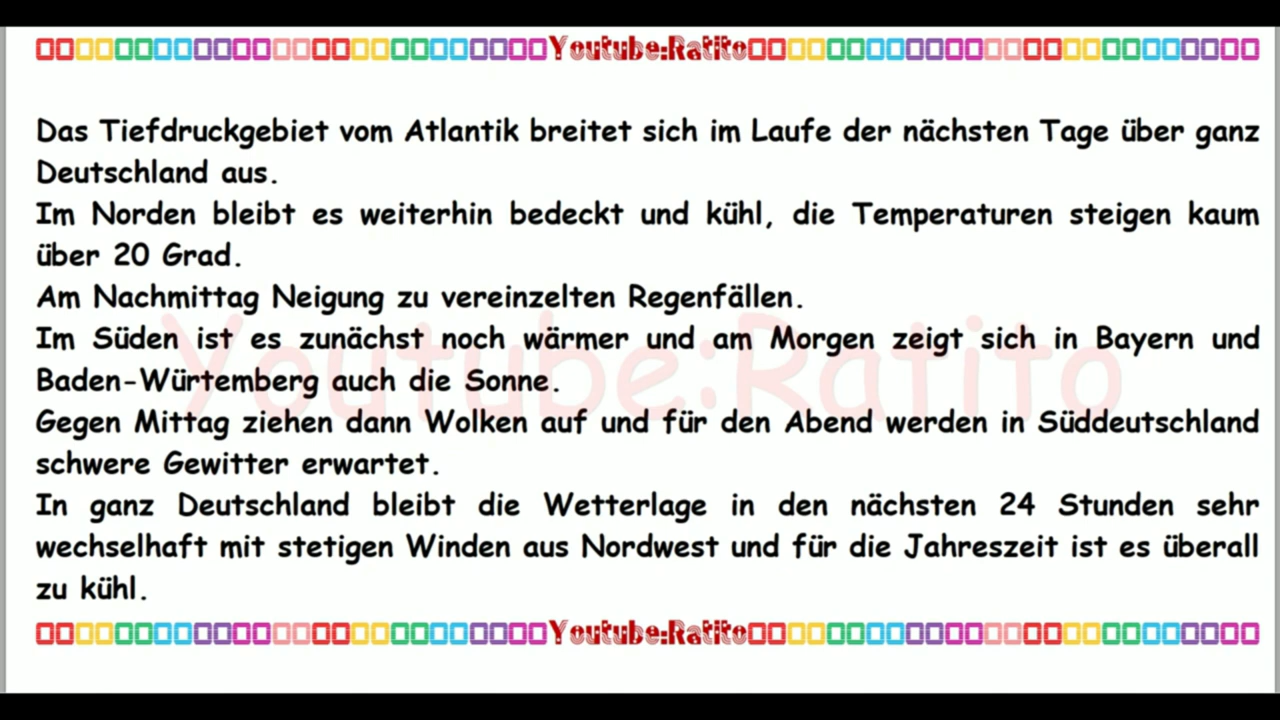 Youtube:Ratito
Das Tiefdruckgebiet vom Atlantik breitet sich im Laufe der nächsten Tage über ganz
Deutschland aus.
Im Norden bleibt es weiterhin bedeckt und kühl, die Temperaturen steigen kaum
über 20 Grad.
Am Nachmittag Neigung zu vereinzelten Regenfällen.
Im Süden ist es zunächst noch wärmer und am Morgen zeigt sich in Bayern und
Baden-Würtemberg auch die Sonne.
Gegen Mittag ziehen dann Wolken auf und für den Abend werden in Süddeutschland
schwere Gewitter erwartet.
In ganz Deutschland bleibt die Wetterlage in den nächsten 24 Stunden sehr
wechselhaft mit stetigen Winden aus Nordwest und für die Jahreszeit ist es überall
zu kühl.
Youtube:Ratito
Youtube:Ratito